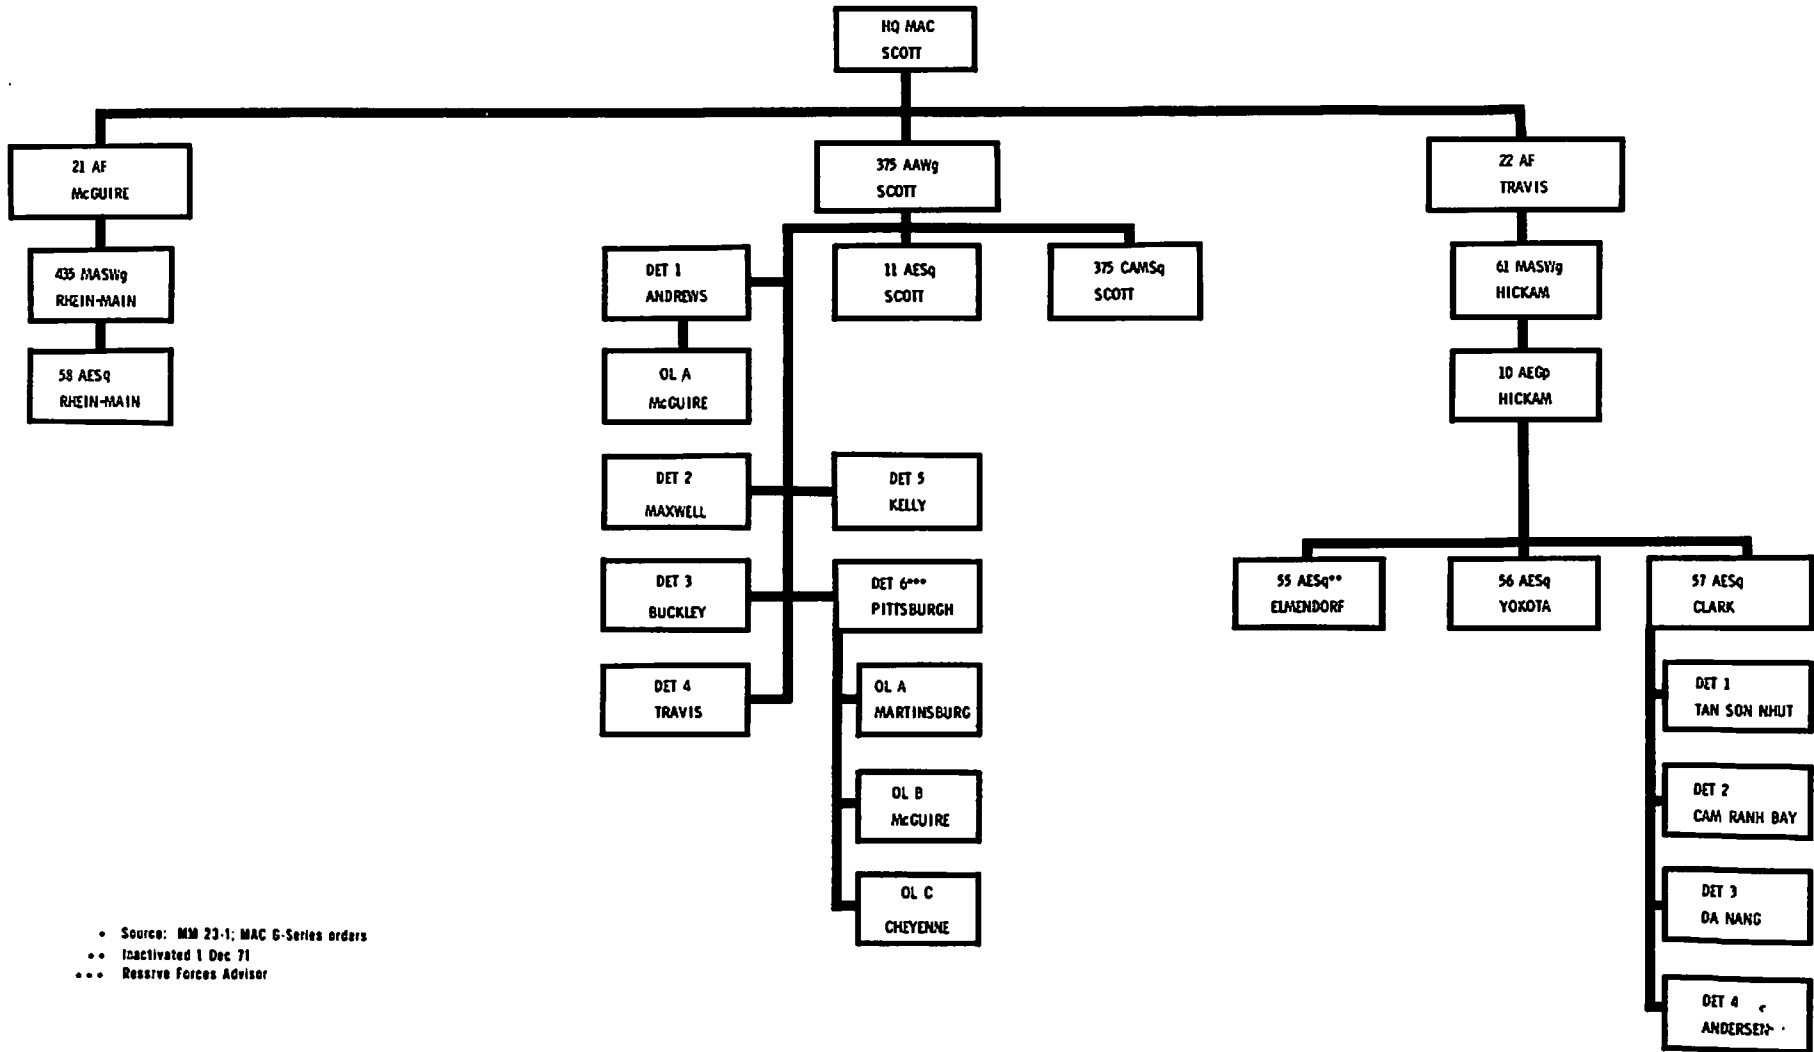 HQ MAC
SCOTT
21 AF
McGUIRE
375 AAWg
SCOTT
22 AF
TRAVIS
435 MASWg
RHEIN-MAIN
DET 1
ANDREWS
11 AESq
SCOTT
375 CAMSq
SCOTT
61 MASWg
HICKAM
58 AESq
RHEIN-MAIN
OL A
McGUIRE
10 AEGp
HICKAM
DET 2
MAXWELL
DET 5
KELLY
DET 3
BUCKLEY
DET 6***
PITTSBURGH
55 AESq**
ELMENDORF
56 AESq
YOKOTA
57 AESq
CLARK
DET 4
TRAVIS
OL A
MARTINSBURG
DET 1
TAN SON NHUT
OL B
McGUIRE
DET 2
CAM RANH BAY
OL C
CHEYENNE
DET 3
DA NANG
DET 4
ANDERSEN
* Source: MM 23-1; MAC G-Series orders
** Inactivated 1 Dec 71
*** Reserve Forces Advisor